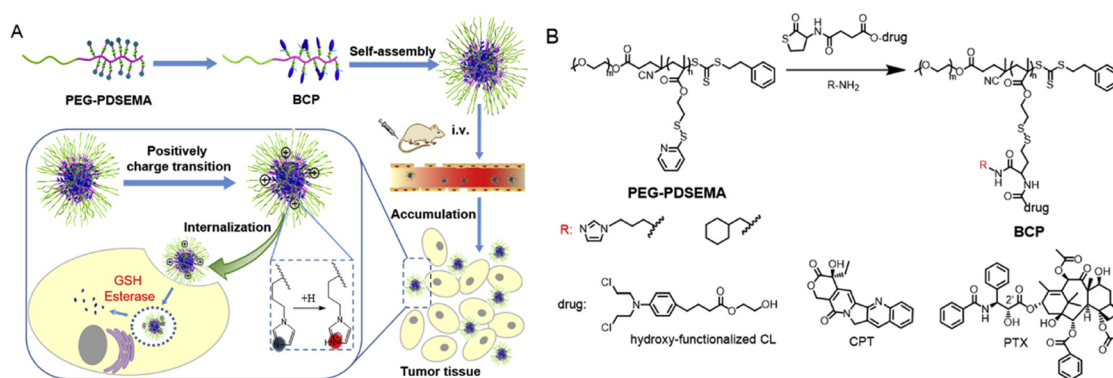 A
PEG-PDSEMA
BCP
Self-assembly
Positively
charge transition
i.v.
Internalization
Accumulation
GSH
Esterase
+H
Tumor tissue
B
O-drug
R-NH2
PEG-PDSEMA
BCP
R:
drug:
hydroxy-functionalized CL
CPT
PTX